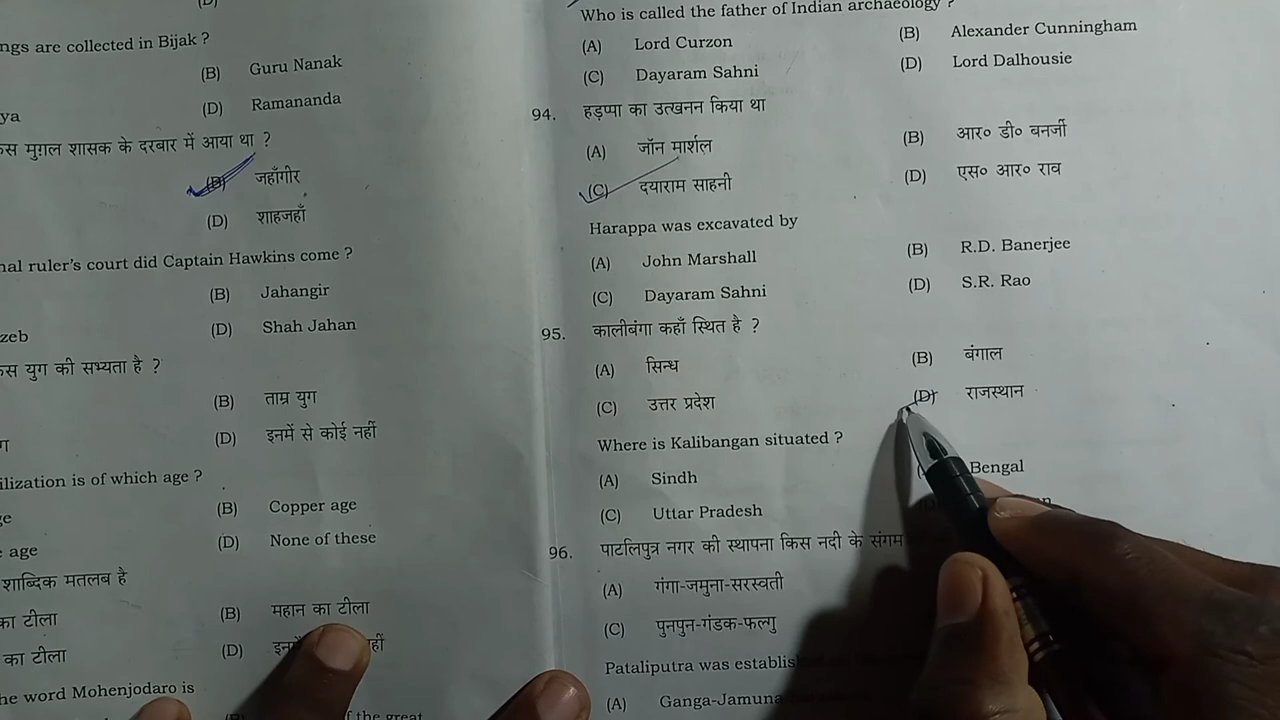 (D)
ngs are collected in Bijak ?
(B) Guru Nanak
ya (D) Ramananda
स मुग़ल शासक के दरबार में आया था ?
(B) जहाँगीर
(D) शाहजहाँ
nal ruler's court did Captain Hawkins come ?
(B) Jahangir
zeb (D) Shah Jahan
स युग की सभ्यता है ?
(B) ताम्र युग
(D) इनमें से कोई नहीं
ilization is of which age ?
(B) Copper age
age (D) None of these
शाब्दिक मतलब है
का टीला (B) महान का टीला
का टीला (D)
he word Mohenjodaro is
f the great
Who is called the father of Indian archaeology ?
(A) Lord Curzon (B) Alexander Cunningham
(C) Dayaram Sahni (D) Lord Dalhousie
94. हड़प्पा का उत्खनन किया था
(A) जॉन मार्शल (B) आर० डी० बनर्जी
(C) दयाराम साहनी (D) एस० आर० राव
Harappa was excavated by
(A) John Marshall (B) R.D. Banerjee
(C) Dayaram Sahni (D) S.R. Rao
95. कालीबंगा कहाँ स्थित है ?
(A) सिन्ध (B) बंगाल
(C) उत्तर प्रदेश (D) राजस्थान
Where is Kalibangan situated ?
(A) Sindh Bengal
(C) Uttar Pradesh
96. पाटलिपुत्र नगर की स्थापना किस नदी के संगम
(A) गंगा-जमुना-सरस्वती
(C) पुनपुन-गंडक-फल्गु
Pataliputra was establis
(A) Ganga-Jamuna